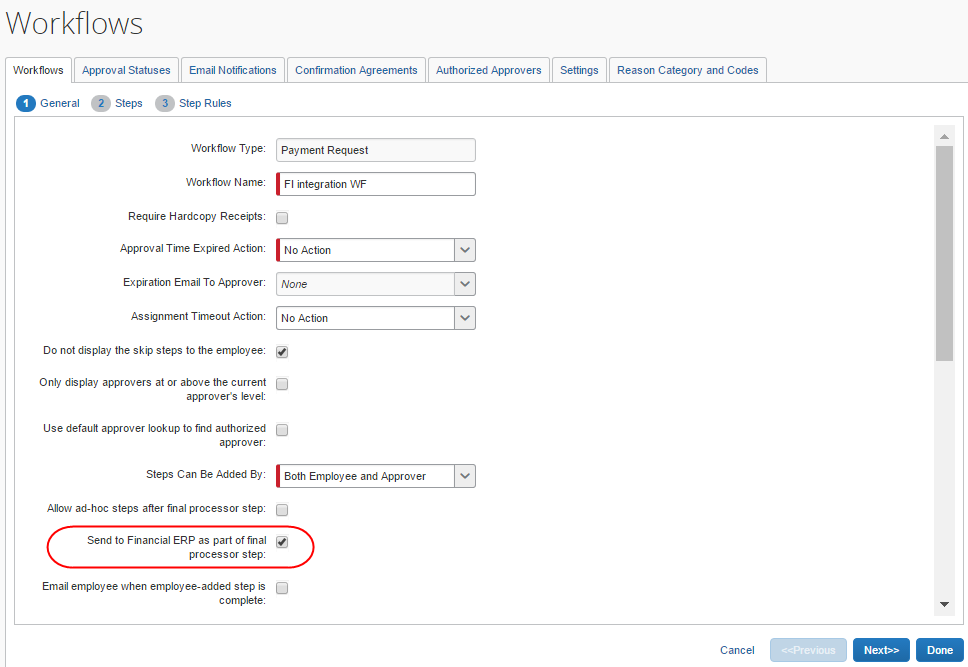 Workflows
Workflows Approval Statuses Email Notifications Confirmation Agreements Authorized Approvers Settings Reason Category and Codes
1 General 2 Steps 3 Step Rules
Workflow Type: Payment Request
Workflow Name: FI integration WF
Require Hardcopy Receipts:
Approval Time Expired Action: No Action
Expiration Email To Approver: None
Assignment Timeout Action: No Action
Do not display the skip steps to the employee:
Only display approvers at or above the current
approver's level:
Use default approver lookup to find authorized
approver:
Steps Can Be Added By: Both Employee and Approver
Allow ad-hoc steps after final processor step:
Send to Financial ERP as part of final
processor step:
Email employee when employee-added step is
complete:
Cancel <<Previous Next>> Done